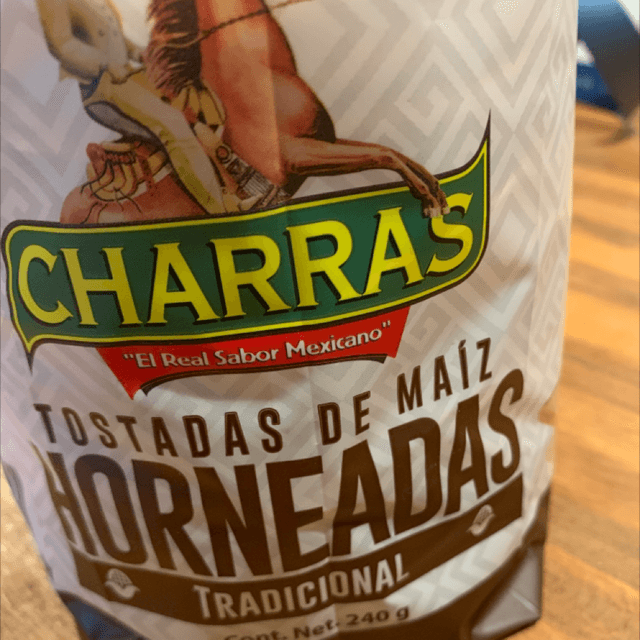 CHARRAS
"El Real Sabor Mexicano"
TOSTADAS DE MAÍZ
HORNEADAS
TRADICIONAL
Cont. Net. 240 g